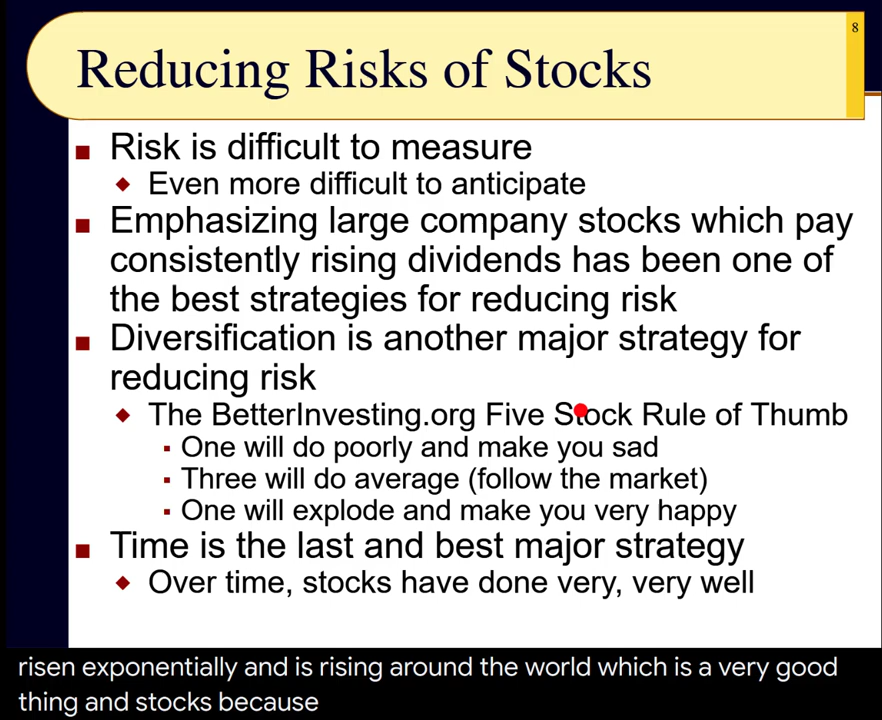 8
Reducing Risks of Stocks
Risk is difficult to measure
Even more difficult to anticipate
Emphasizing large company stocks which pay
consistently rising dividends has been one of
the best strategies for reducing risk
Diversification is another major strategy for
reducing risk
The BetterInvesting.org Five Stock Rule of Thumb
One will do poorly and make you sad
Three will do average (follow the market)
One will explode and make you very happy
Time is the last and best major strategy
Over time, stocks have done very, very well
risen exponentially and is rising around the world which is a very good
thing and stocks because